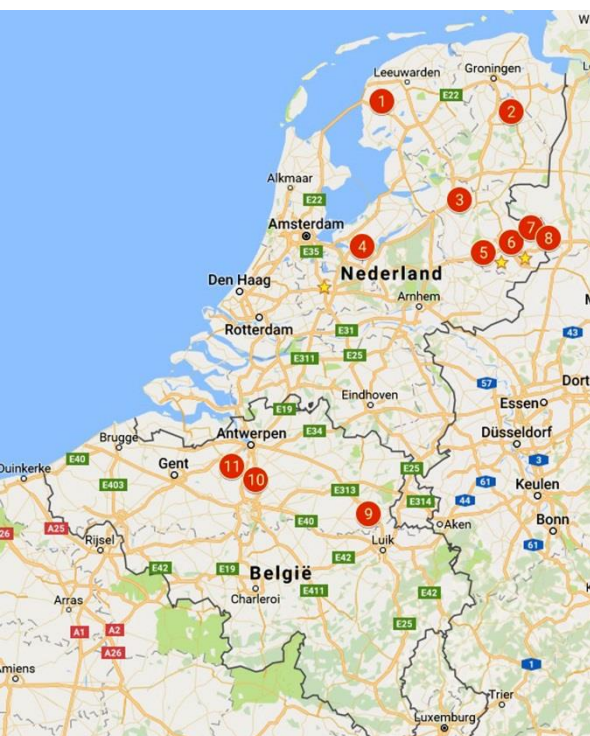 W
Leeuwarden
Groningen
1
E22
2
Alkmaar
E22
3
Amsterdam
7
6
8
4
5
E35
Nederland
Den Haag
Arnhem
Rotterdam
E31
43
E311
E25
57
Dort
Eindhoven
Essen
E19
Brugge
Antwerpen
E34
Düsseldorf
E40
Gent
11
3
Duinkerke
E25
10
61
Keulen
E403
E313
E314
44
9
26
A25
E40
Aken
Bonn
Rijsel
Luik
61
E42
E42
E19
België
Charleroi
E411
E42
Arras
A1
A2
E25
A26
1
Amiens
Trier
Luxemburg